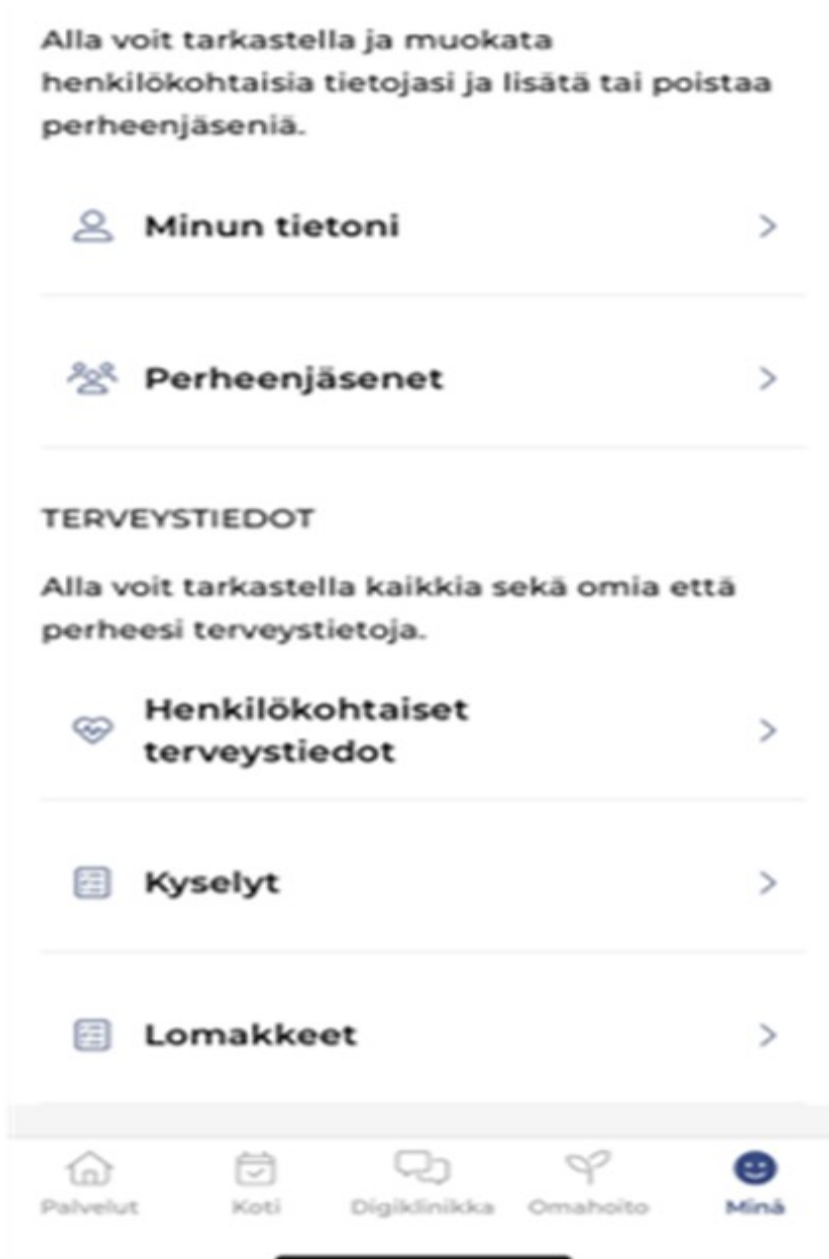 Alla voit tarkastella ja muokata
henkilökohtaisia tietojasi ja lisätä tai poistaa
perheenjäseniä.
Minun tietoni
Perheenjäsenet
TERVEYSTIEDOT
Alla voit tarkastella kaikkia sekä omia että
perheesi terveystietoja.
Henkilökohtaiset
terveystiedot
Kyselyt
Lomakkeet
Palvelut Koti Digiklinikka Omahoito Minä